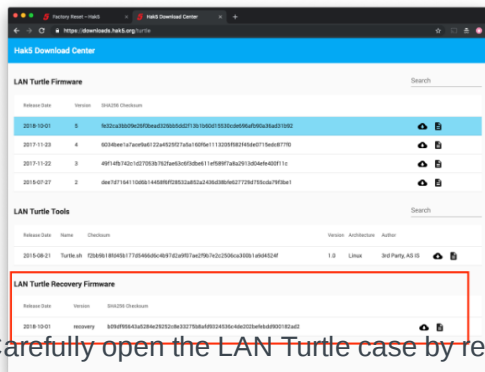 Factory Reset – Hak5
Hak5 Download Center
https://downloads.hak5.org/turtle
Hak5 Download Center
LAN Turtle Firmware
Search
Release Date Version SHA256 Checksum
2018-10-01 5
2017-11-23 4
2017-11-22 3
2015-07-27 2
LAN Turtle Tools
Search
Release Date Name Checksum Version Architecture Author
2015-08-21 Turtle.sh 1.0 Linux 3rd Party, AS IS
LAN Turtle Recovery Firmware
Release Date Version SHA256 Checksum
2018-10-01 recovery
Carefully open the LAN Turtle case by re